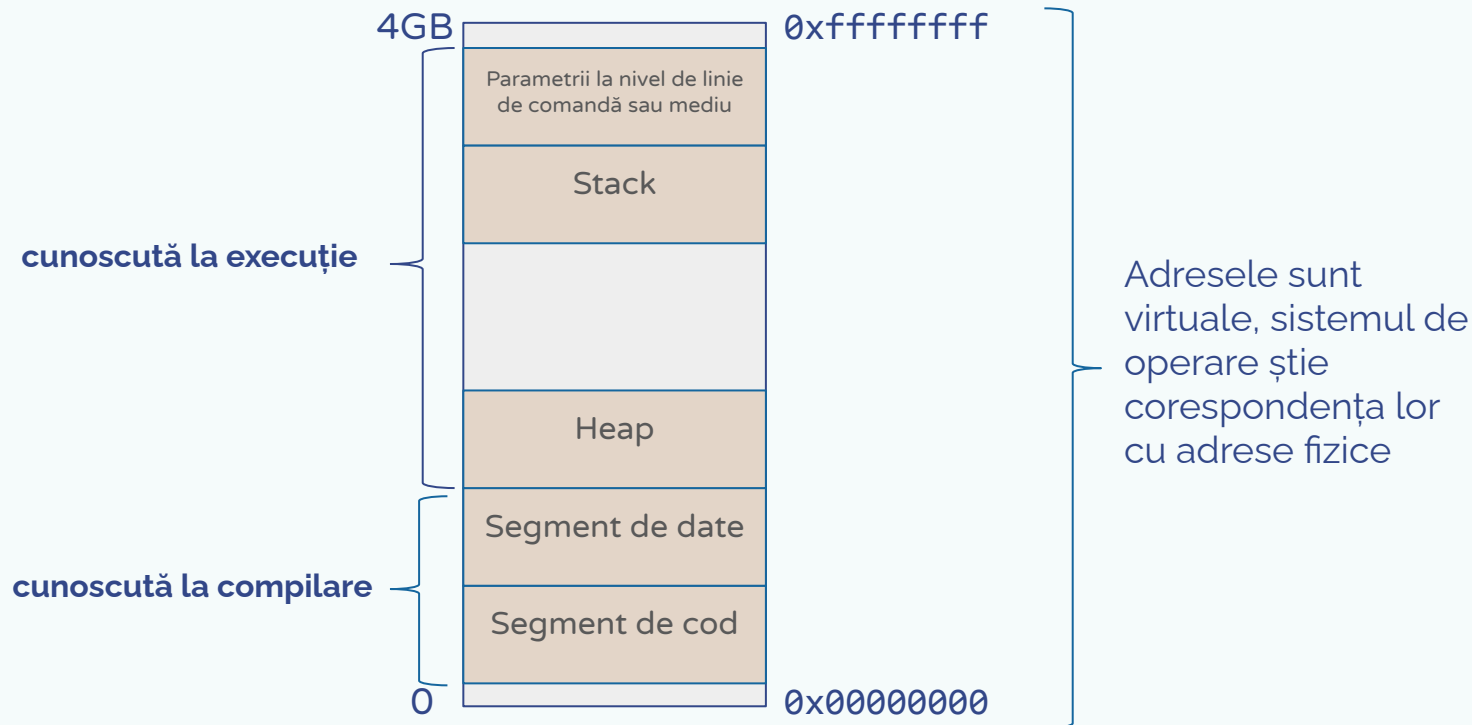 4GB
0xffffffff
Parametrii la nivel de linie
de comandă sau mediu
Stack
cunoscută la execuție
Adresele sunt
virtuale, sistemul de
operare știe
corespondența lor
cu adrese fizice
Heap
Segment de date
cunoscută la compilare
Segment de cod
0
0x00000000